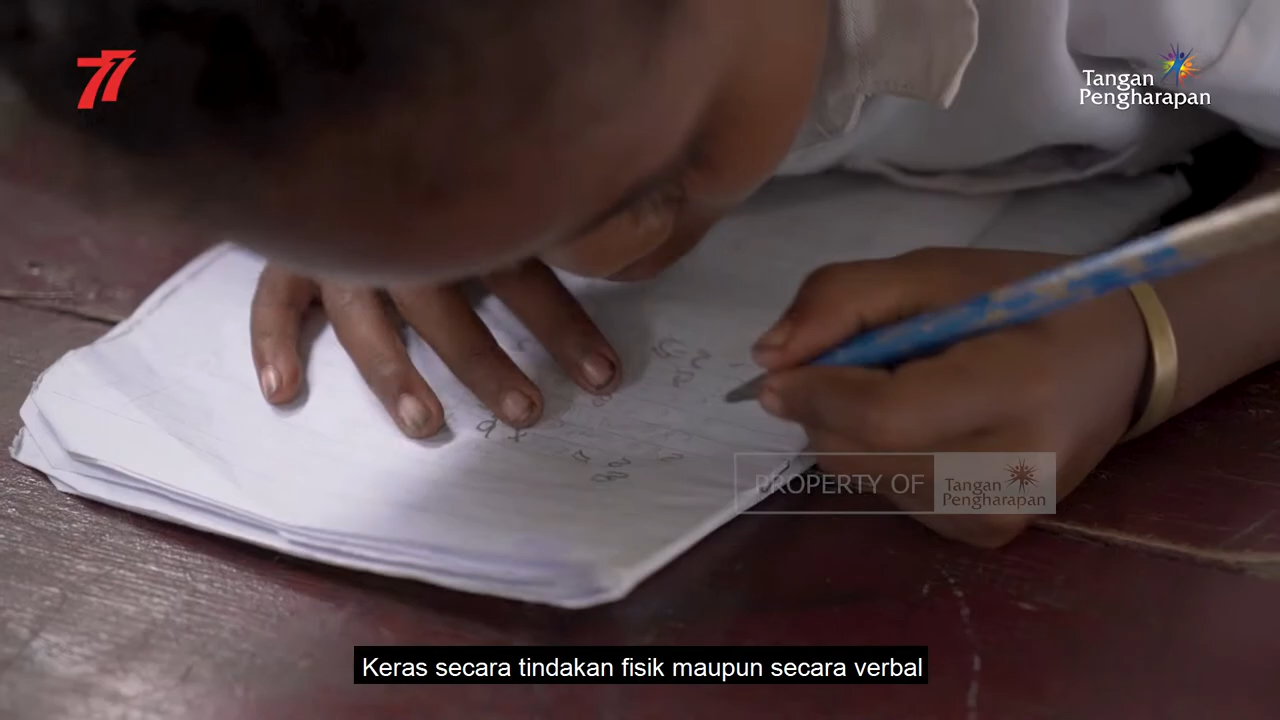 77
Tangan
Pengharapan
PROPERTY OF
Tangan
Pengharapan
Keras secara tindakan fisik maupun secara verbal